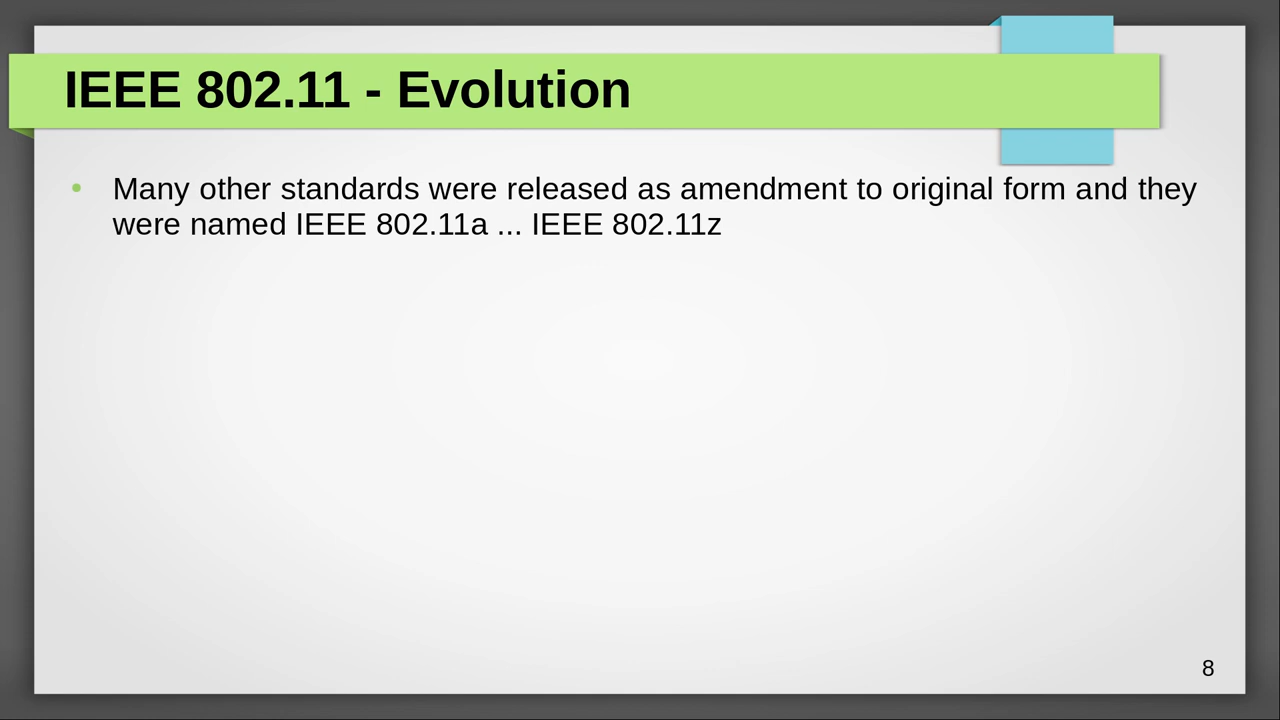 IEEE 802.11 - Evolution
• Many other standards were released as amendment to original form and they
were named IEEE 802.11a ... IEEE 802.11z
8